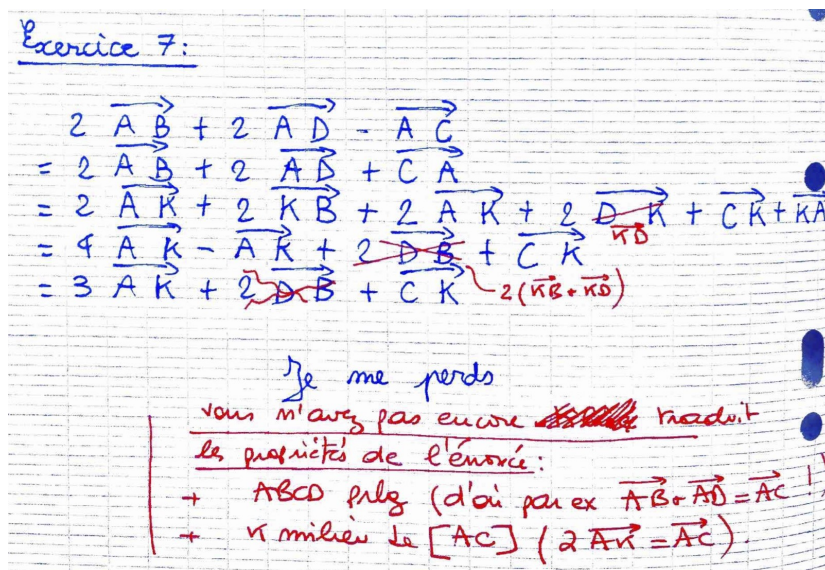 Exercice 7:
2 AB + 2 AD - AC
= 2 AB + 2 AD + CA
= 2 AK + 2 KB + 2 AK + 2 DK + CK + KA
KD
= 4 AK - AK + 2 DB + CK
= 3 AK + 2 DB + CK 2(KB + KD)
Je me perds
vous n'avez pas encore traduit
les propriétés de l'énoncé:
+ ABCD prlg (d'où par ex AB + AD = AC !)
+ K milieu de [AC] (2 AK = AC).